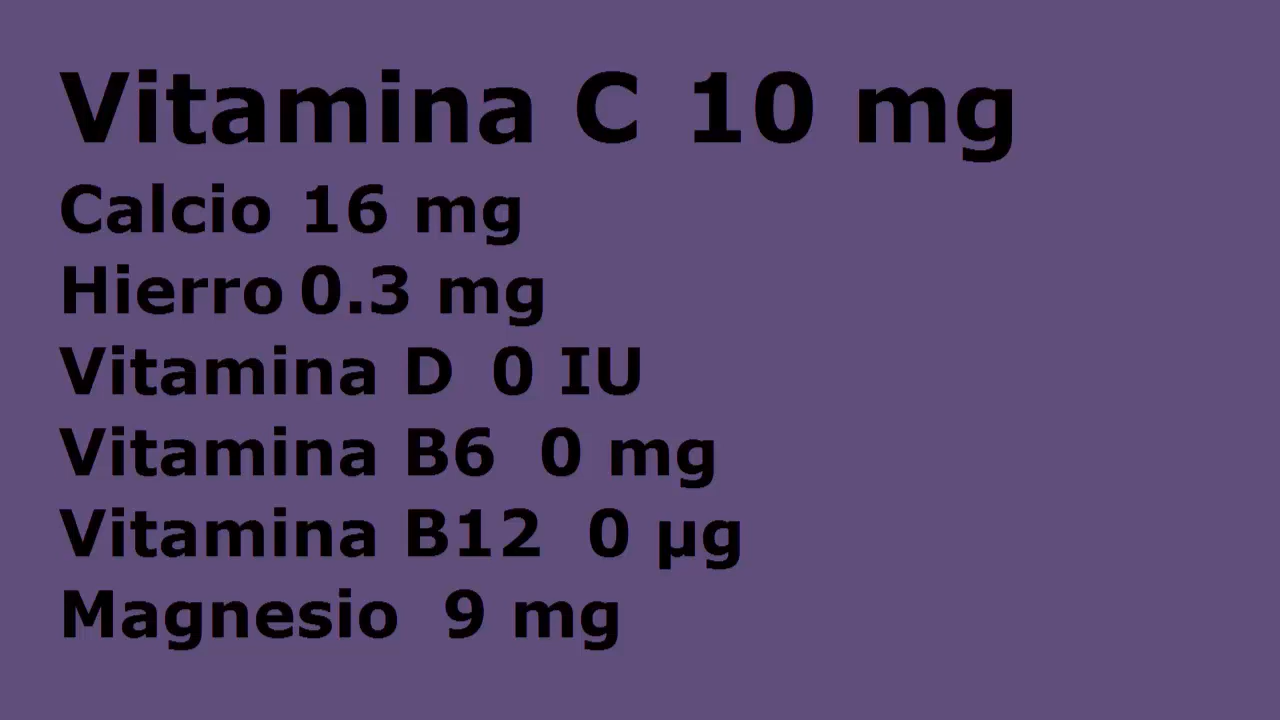 Vitamina C 10 mg
Calcio 16 mg
Hierro 0.3 mg
Vitamina D 0 IU
Vitamina B6 0 mg
Vitamina B12 0 µg
Magnesio 9 mg